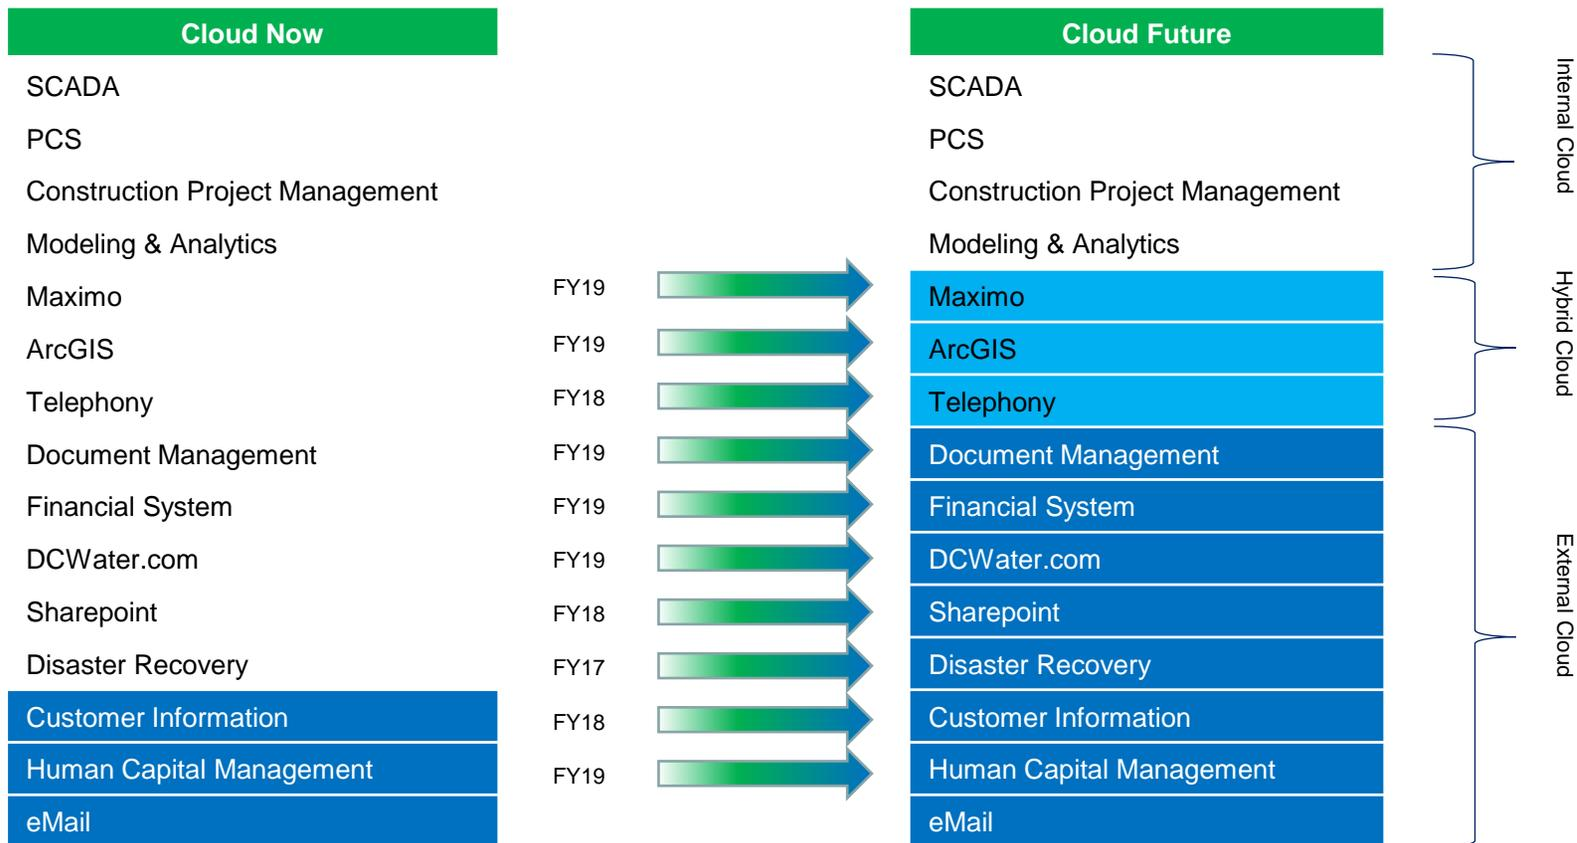 Cloud Now
Cloud Future
SCADA
SCADA
PCS
PCS
Construction Project Management
Construction Project Management
Modeling & Analytics
Modeling & Analytics
Internal Cloud
Maximo
FY19
Maximo
ArcGIS
FY19
ArcGIS
Telephony
FY18
Telephony
Hybrid Cloud
Document Management
FY19
Document Management
Financial System
FY19
Financial System
DCWater.com
FY19
DCWater.com
Sharepoint
FY18
Sharepoint
Disaster Recovery
FY17
Disaster Recovery
Customer Information
FY18
Customer Information
Human Capital Management
FY19
Human Capital Management
eMail
eMail
External Cloud